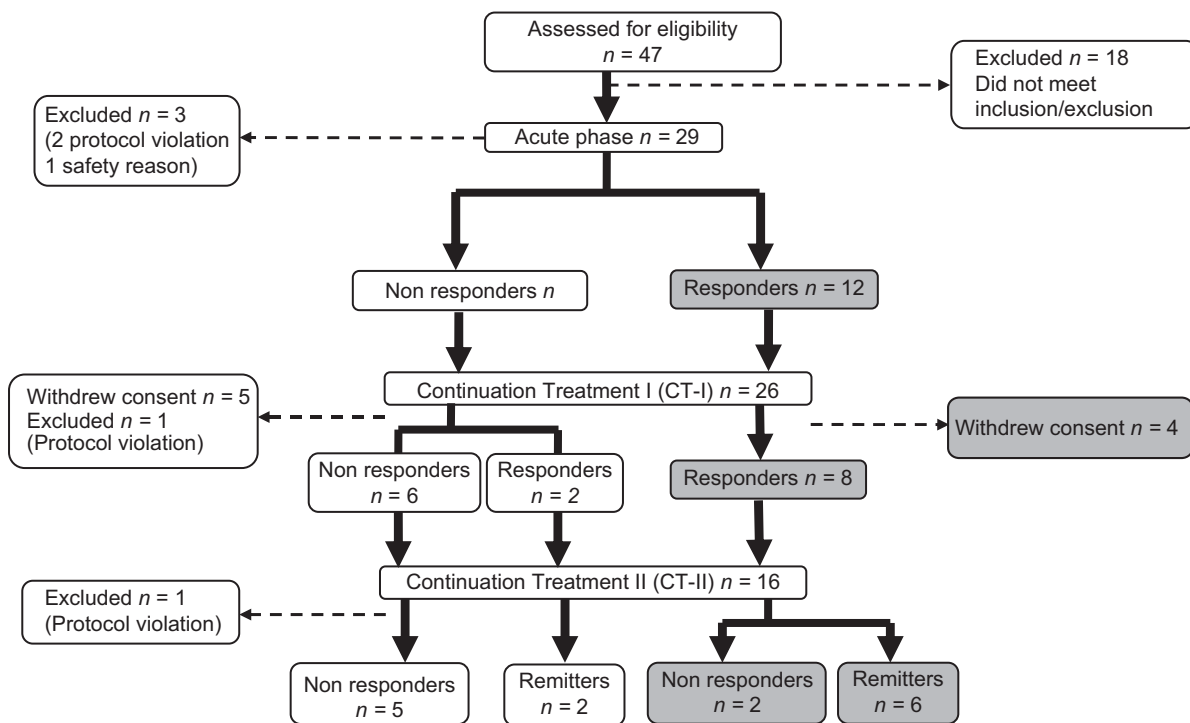 Assessed for eligibility
n = 47
Excluded n = 18
Did not meet
inclusion/exclusion
Excluded n = 3
(2 protocol violation
1 safety reason)
Acute phase n = 29
Non responders n
Responders n = 12
Continuation Treatment I (CT-I) n = 26
Withdrew consent n = 5
Excluded n = 1
(Protocol violation)
Withdrew consent n = 4
Non responders
n = 6
Responders
n = 2
Responders n = 8
Continuation Treatment II (CT-II) n = 16
Excluded n = 1
(Protocol violation)
Non responders
n = 5
Remitters
n = 2
Non responders
n = 2
Remitters
n = 6